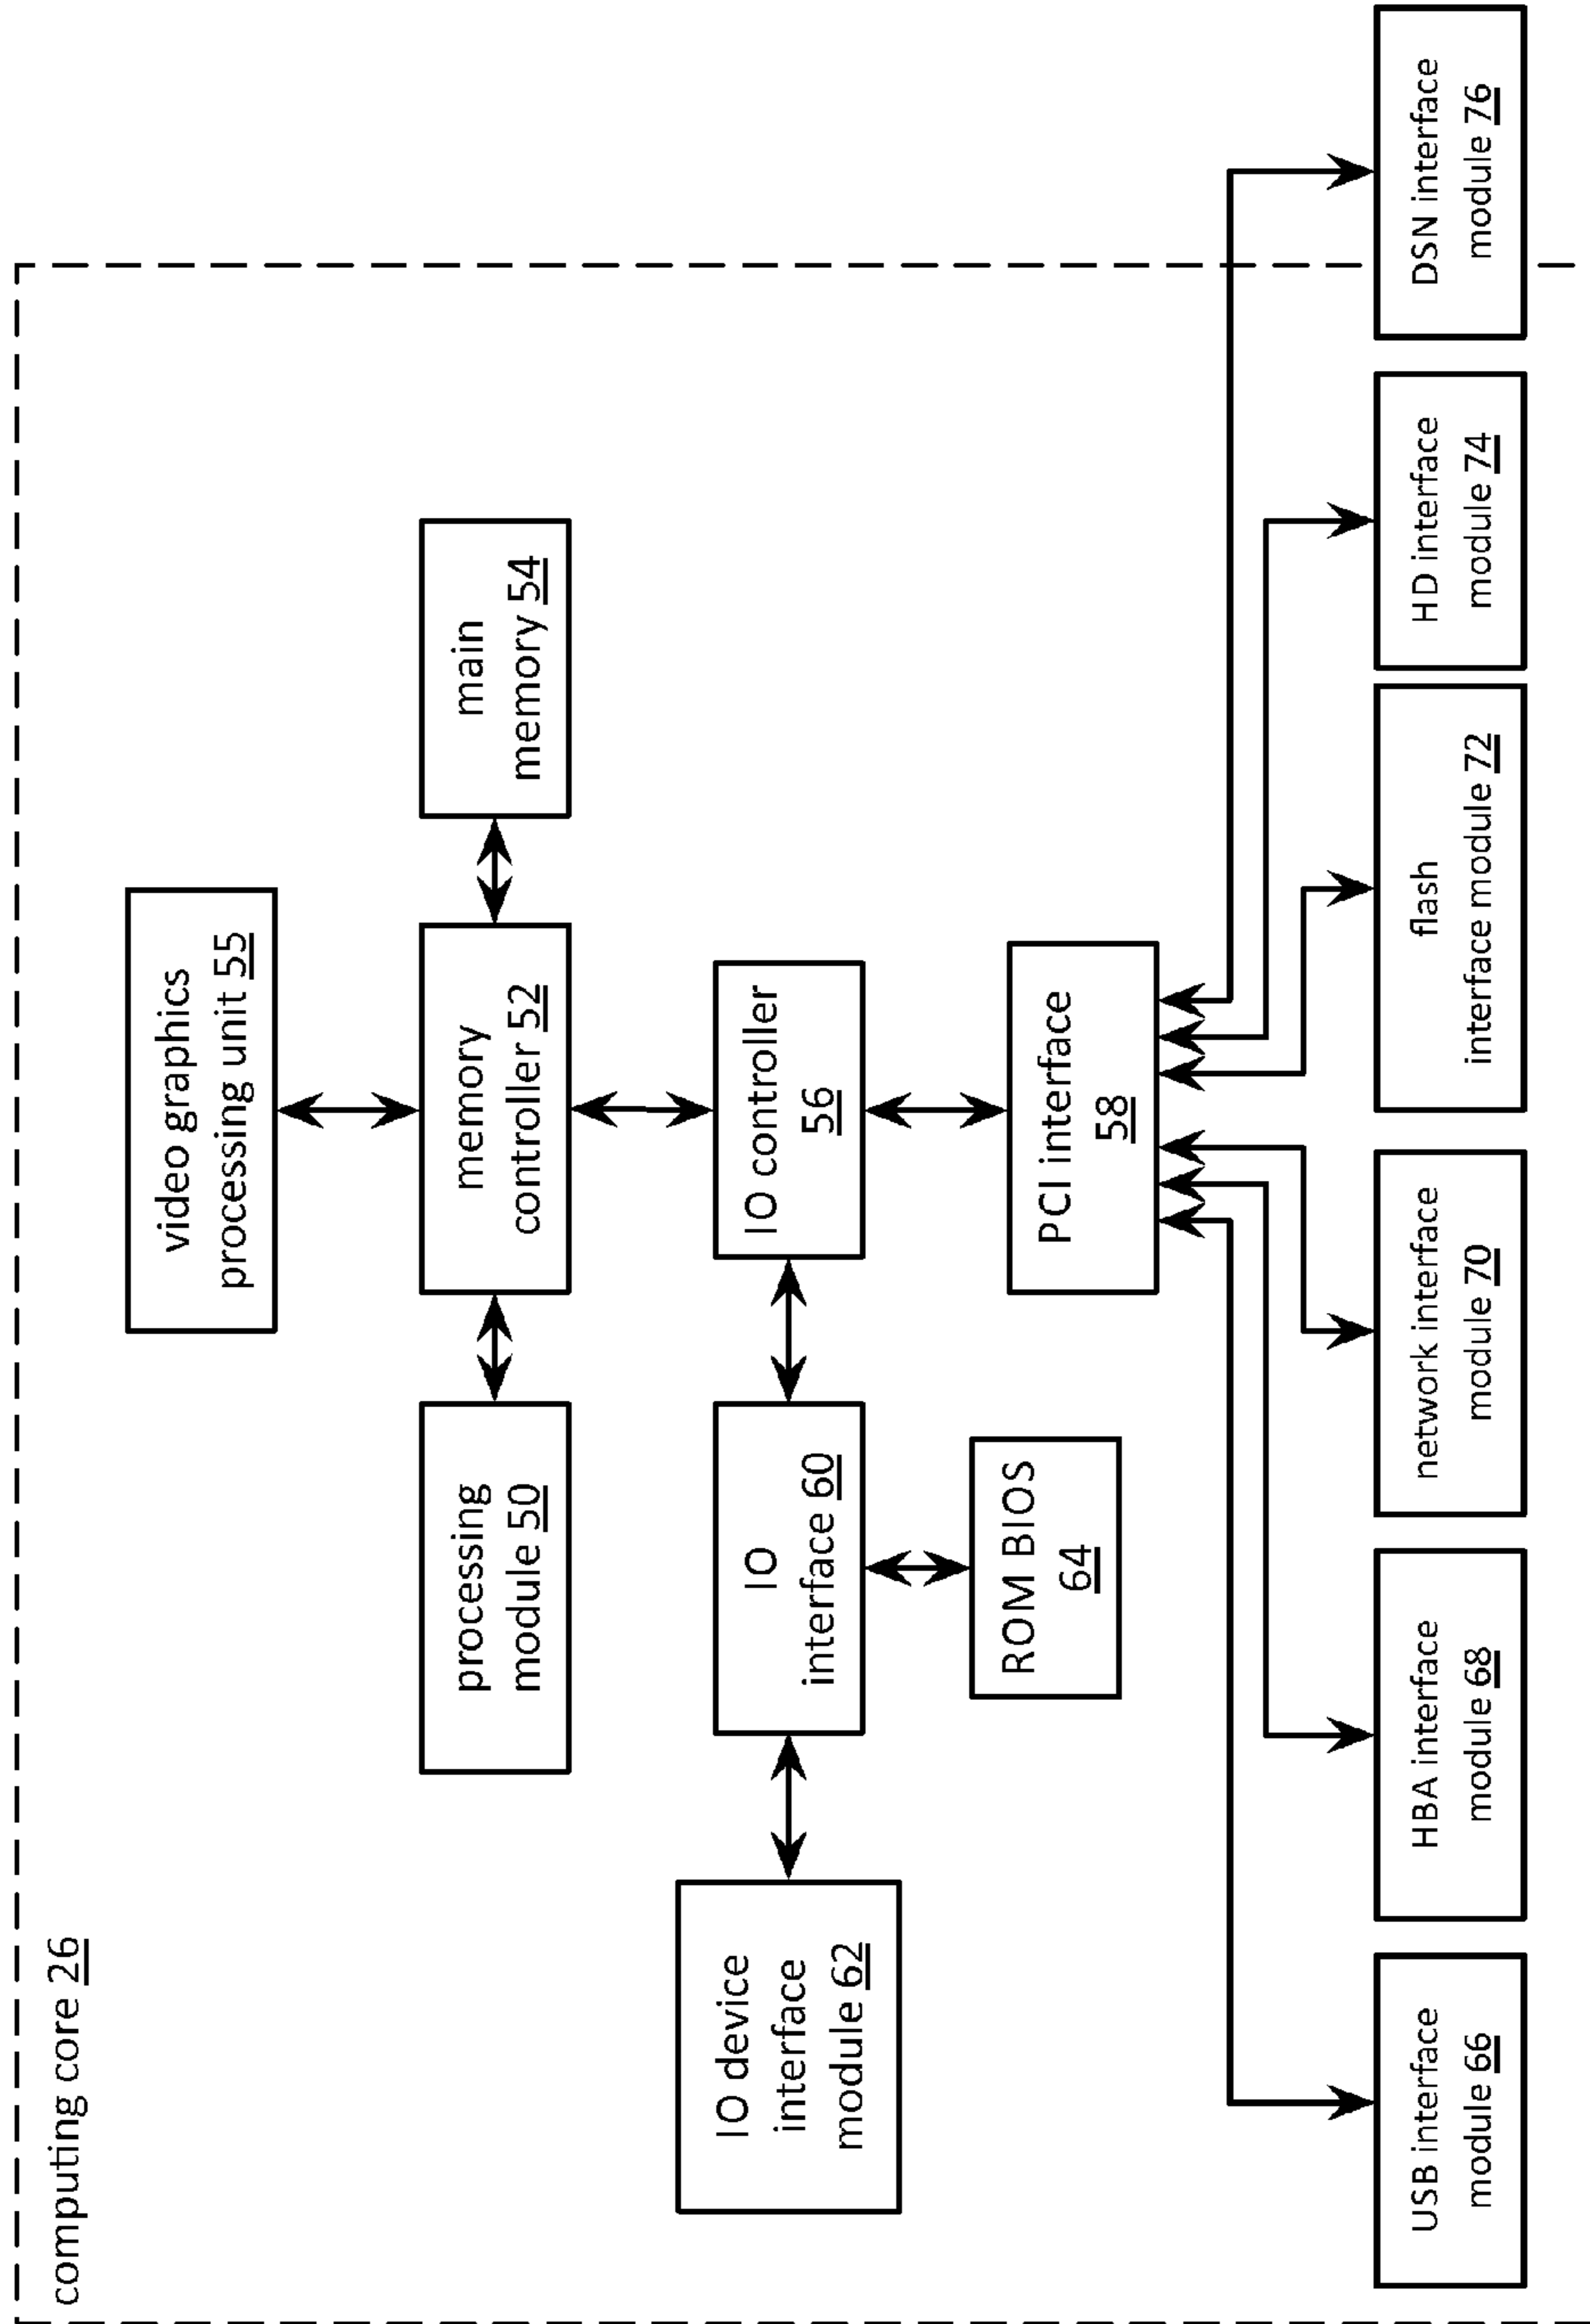 computing core 26
video graphics
processing unit 55
processing
module 50
memory
controller 52
main
memory 54
IO device
interface
module 62
IO
interface 60
IO controller
56
ROM BIOS
64
PCI interface
58
USB interface
module 66
HBA interface
module 68
network interface
module 70
flash
interface module 72
HD interface
module 74
DSN interface
module 76